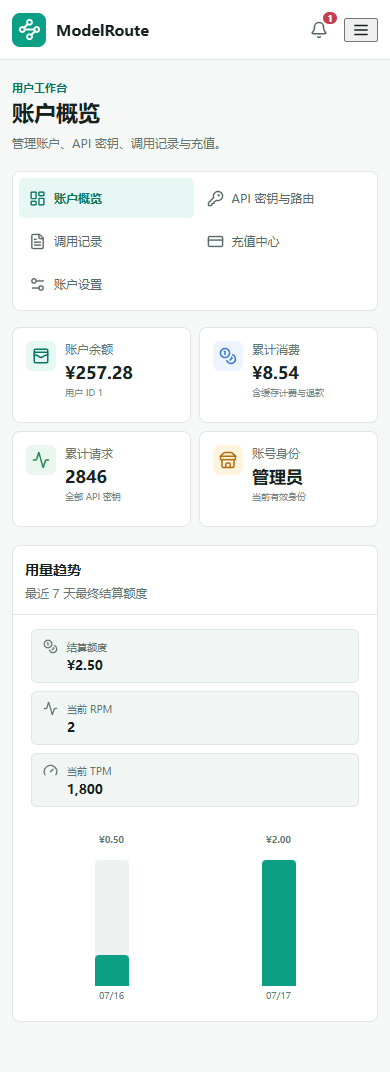 ModelRoute
1
用户工作台
账户概览
管理账户、API 密钥、调用记录与充值。
账户概览
API 密钥与路由
调用记录
充值中心
账户设置
账户余额
¥257.28
用户 ID 1
累计消费
¥8.54
含缓存计费与退款
累计请求
2846
全部 API 密钥
账号身份
管理员
当前有效身份
用量趋势
最近 7 天最终结算额度
结算额度
¥2.50
当前 RPM
2
当前 TPM
1,800
¥0.50
¥2.00
07/16
07/17